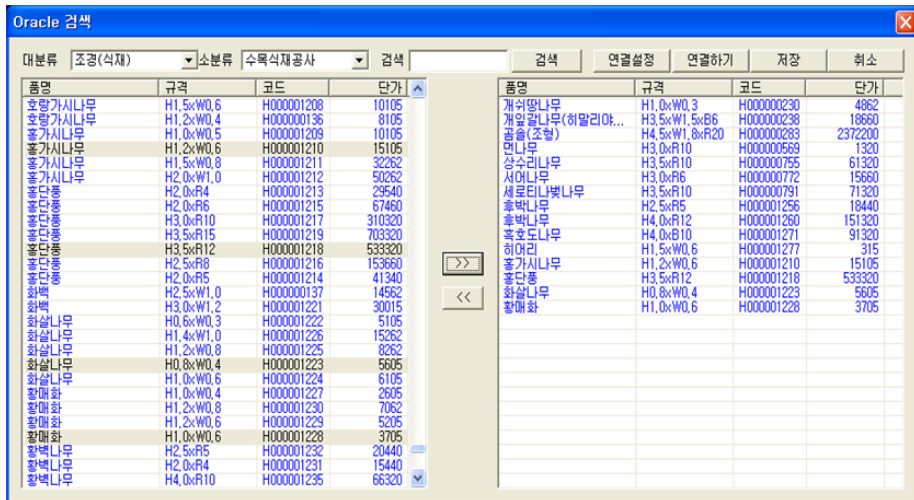 Oracle 검색
대분류 조경(식재) 소분류 수목식재공사 검색 검색 연결설정 연결하기 저장 취소
품명 규격 코드 단가
호랑가시나무 H1,5xW0,6 H000001208 10105
호랑가시나무 H1,2xW0,4 H000000136 8105
홍가시나무 H1,0xW0,5 H000001209 10105
홍가시나무 H1,2xW0,6 H000001210 15105
홍가시나무 H1,5xW0,8 H000001211 32262
홍가시나무 H2,0xW1,0 H000001212 50262
홍단풍 H2,0xR4 H000001213 29540
홍단풍 H2,0xR6 H000001215 67460
홍단풍 H3,0xR10 H000001217 310320
홍단풍 H3,5xR15 H000001219 703320
홍단풍 H3,5xR12 H000001218 533320
홍단풍 H2,5xR8 H000001216 153660
홍단풍 H2,0xR5 H000001214 41340
화백 H2,5xW1,0 H000000137 14562
화백 H3,0xW1,2 H000001221 30015
화살나무 H0,6xW0,3 H000001222 5105
화살나무 H1,4xW1,0 H000001226 15262
화살나무 H1,2xW0,8 H000001225 8262
화살나무 H0,8xW0,4 H000001223 5605
화살나무 H1,0xW0,6 H000001224 6105
황매화 H1,0xW0,4 H000001227 2605
황매화 H1,2xW0,8 H000001230 7062
황매화 H1,2xW0,6 H000001229 5205
황매화 H1,0xW0,6 H000001228 3705
황벽나무 H2,5xR5 H000001232 20440
황벽나무 H2,0xR4 H000001231 15440
황벽나무 H4,0xR10 H000001235 66320
>>
<<
품명 규격 코드 단가
개쉬땅나무 H1,0xW0,3 H000000230 4862
개잎갈나무(히말리야... H3,5xW1,5xB6 H000000238 18660
곰솔(조형) H4,5xW1,8xR20 H000000283 2372200
먼나무 H3,0xR10 H000000569 1320
상수리나무 H3,5xR10 H000000755 61320
서어나무 H3,0xR6 H000000772 15660
세로티나벚나무 H3,5xR10 H000000791 71320
후박나무 H2,5xR5 H000001256 18440
후박나무 H4,0xR12 H000001260 151320
흑호도나무 H4,0xB10 H000001271 91320
히어리 H1,5xW0,6 H000001277 315
홍가시나무 H1,2xW0,6 H000001210 15105
홍단풍 H3,5xR12 H000001218 533320
화살나무 H0,8xW0,4 H000001223 5605
황매화 H1,0xW0,6 H000001228 3705